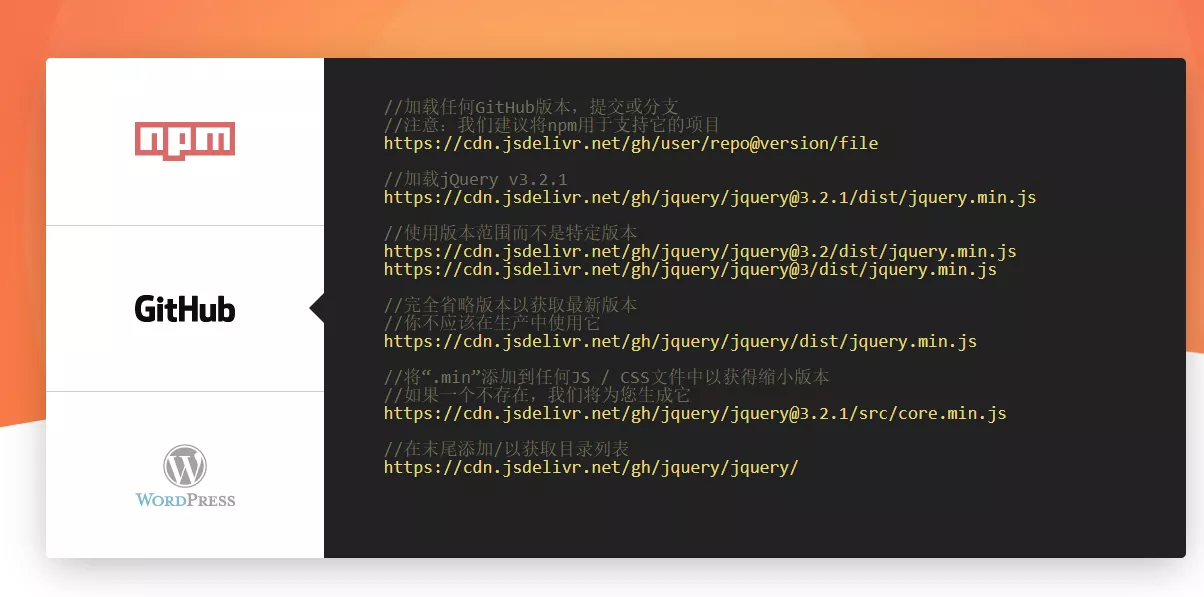 npm
GitHub
WORDPRESS
//加载任何GitHub版本，提交或分支
//注意：我们建议将npm用于支持它的项目
https://cdn.jsdelivr.net/gh/user/repo@version/file
//加载jQuery v3.2.1
https://cdn.jsdelivr.net/gh/jquery/jquery@3.2.1/dist/jquery.min.js
//使用版本范围而不是特定版本
https://cdn.jsdelivr.net/gh/jquery/jquery@3.2/dist/jquery.min.js
https://cdn.jsdelivr.net/gh/jquery/jquery@3/dist/jquery.min.js
//完全省略版本以获取最新版本
//你不应该在生产中使用它
https://cdn.jsdelivr.net/gh/jquery/jquery/dist/jquery.min.js
//将“.min”添加到任何JS / CSS文件中以获得缩小版本
//如果一个不存在，我们将为您生成它
https://cdn.jsdelivr.net/gh/jquery/jquery@3.2.1/src/core.min.js
//在末尾添加/以获取目录列表
https://cdn.jsdelivr.net/gh/jquery/jquery/